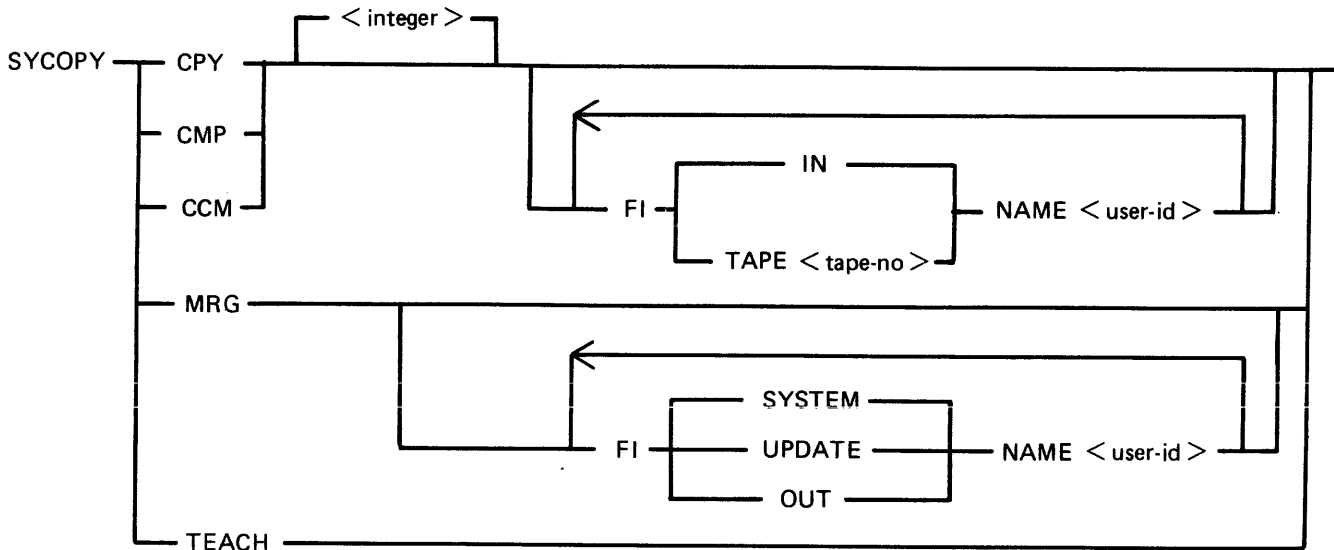 < integer >
SYCOPY CPY
CMP
IN
CCM FI NAME < user-id >
TAPE < tape-no >
MRG
SYSTEM
FI UPDATE NAME < user-id >
OUT
TEACH